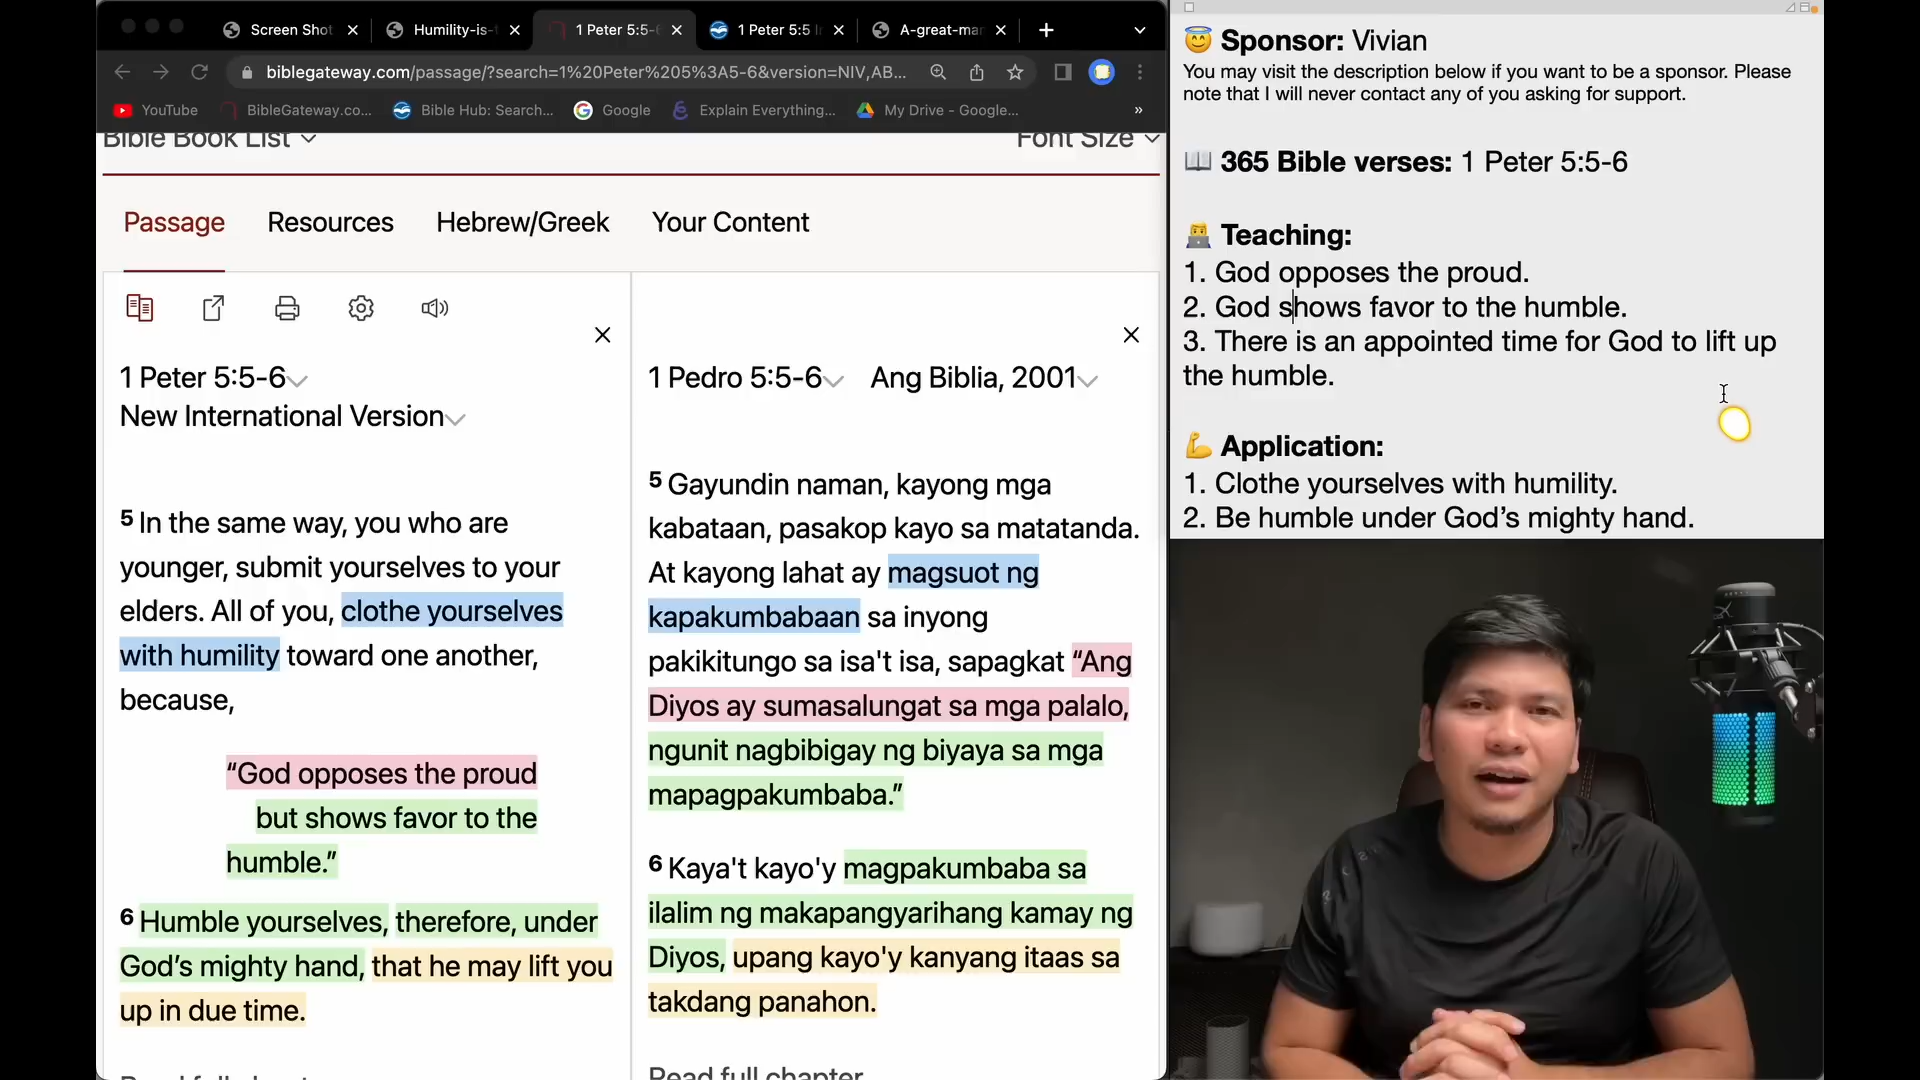 Screen Shot
Humility-is-
1 Peter 5:5-
1 Peter 5:5 I
A-great-mar
biblegateway.com/passage/?search=1%20Peter%205%3A5-6&version=NIV,AB...
YouTube
BibleGateway.co...
Bible Hub: Search...
Google
Explain Everything...
My Drive - Google...
»
Bible Book List
Font Size
Passage
Resources
Hebrew/Greek
Your Content
1 Peter 5:5-6
New International Version
5 In the same way, you who are
younger, submit yourselves to your
elders. All of you, clothe yourselves
with humility toward one another,
because,
“God opposes the proud
but shows favor to the
humble.”
6 Humble yourselves, therefore, under
God’s mighty hand, that he may lift you
up in due time.
1 Pedro 5:5-6
Ang Biblia, 2001
5 Gayundin naman, kayong mga
kabataan, pasakop kayo sa matatanda.
At kayong lahat ay magsuot ng
kapakumbabaan sa inyong
pakikitungo sa isa't isa, sapagkat “Ang
Diyos ay sumasalungat sa mga palalo,
ngunit nagbibigay ng biyaya sa mga
mapagpakumbaba.”
6 Kaya't kayo'y magpakumbaba sa
ilalim ng makapangyarihang kamay ng
Diyos, upang kayo'y kanyang itaas sa
takdang panahon.
Read full chapter
😇 Sponsor: Vivian
You may visit the description below if you want to be a sponsor. Please
note that I will never contact any of you asking for support.
📖 365 Bible verses: 1 Peter 5:5-6
Teaching:
1. God opposes the proud.
2. God shows favor to the humble.
3. There is an appointed time for God to lift up
the humble.
💪 Application:
1. Clothe yourselves with humility.
2. Be humble under God’s mighty hand.